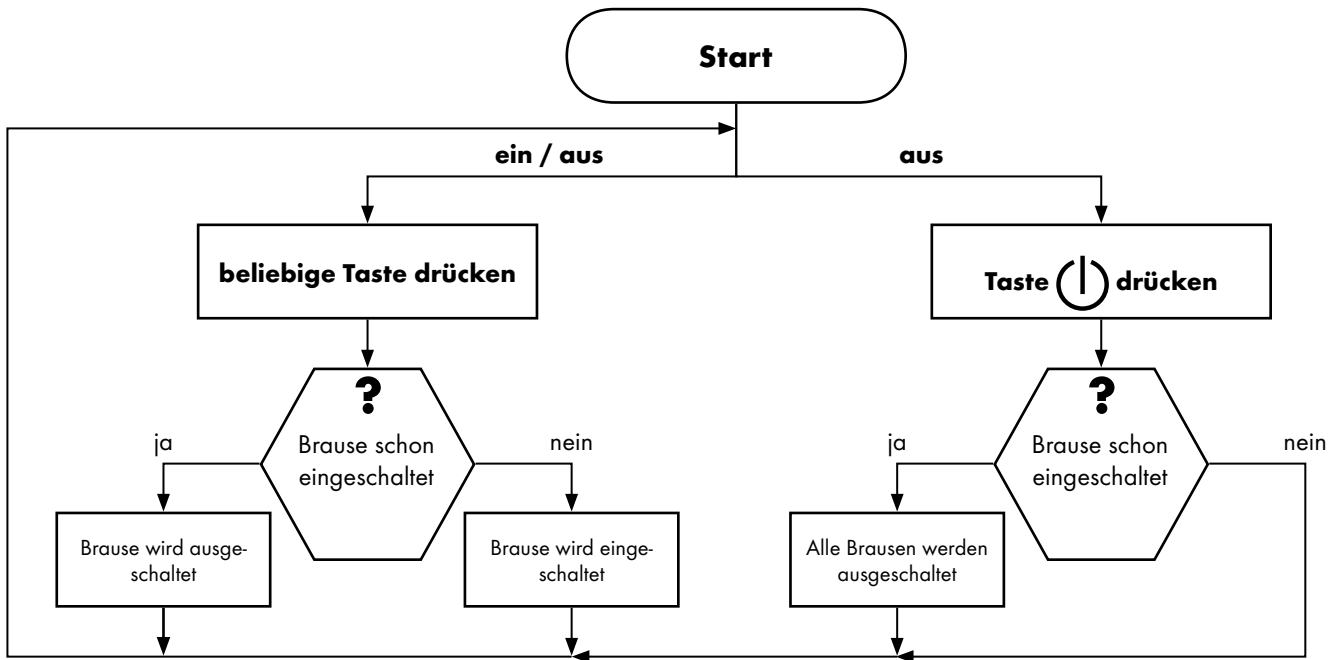 Start
ein / aus
aus
beliebige Taste drücken
Taste drücken
?
Brause schon
eingeschaltet
ja
nein
Brause wird ausge-
schaltet
Brause wird einge-
schaltet
?
Brause schon
eingeschaltet
ja
nein
Alle Brausen werden
ausgeschaltet